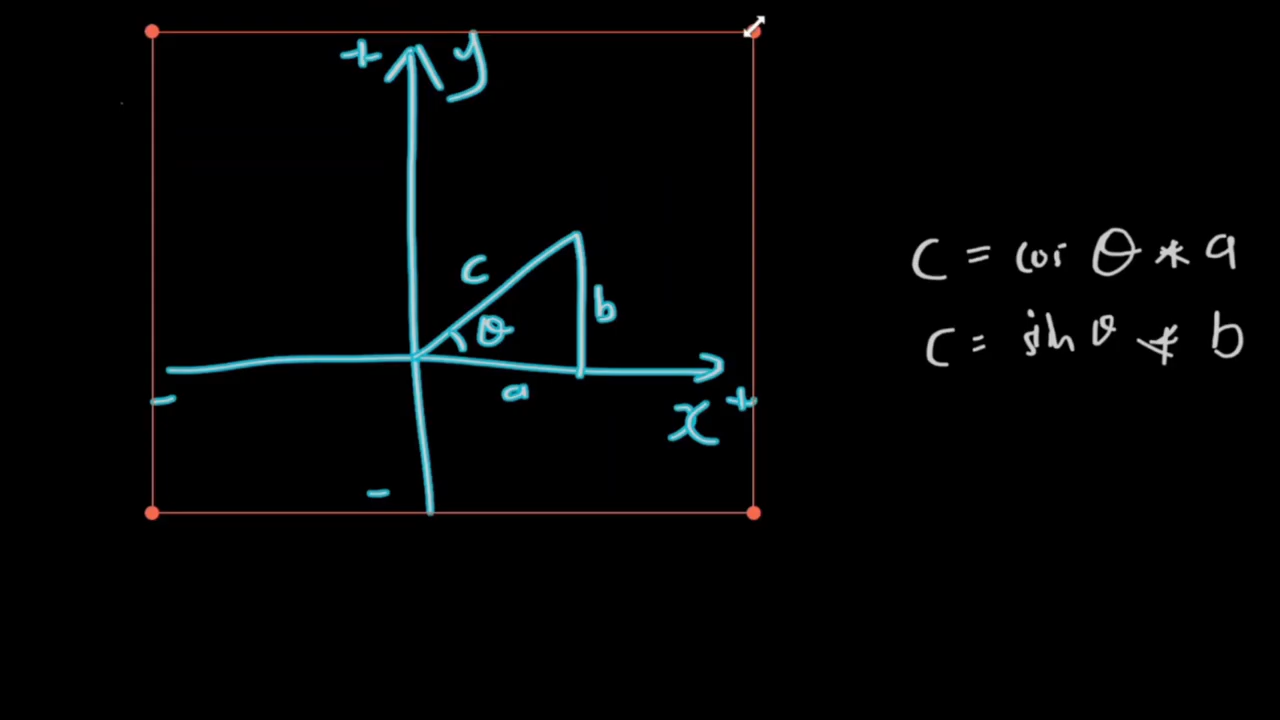 + y
c
θ
b
a
-
x +
-
C = cos θ * a
C = sin θ * b